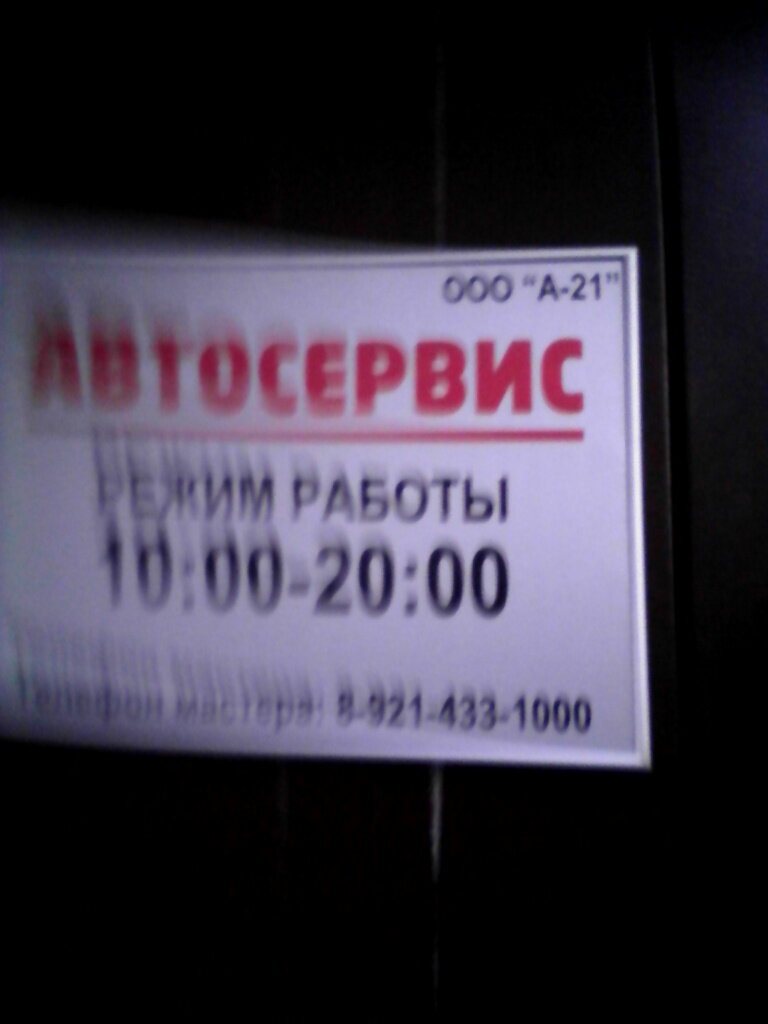 ООО "А-21"
АВТОСЕРВИС
РЕЖИМ РАБОТЫ
10:00-20:00
Телефон мастера: 8-921-433-1000